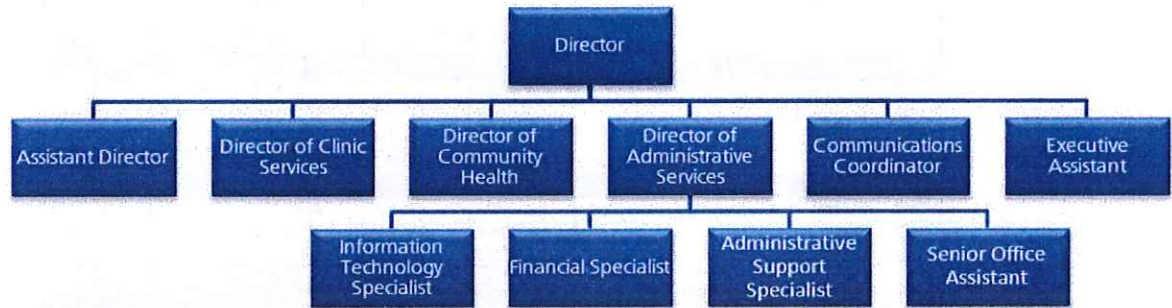 Director
Assistant Director
Director of Clinic
Services
Director of
Community
Health
Director of
Administrative
Services
Communications
Coordinator
Executive
Assistant
Information
Technology
Specialist
Financial Specialist
Administrative
Support
Specialist
Senior Office
Assistant